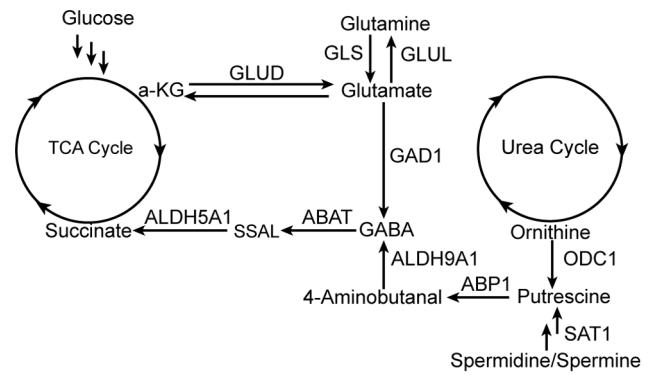 Glucose
Glutamine
GLS
GLUL
a-KG
GLUD
Glutamate
TCA Cycle
Urea Cycle
GAD1
Succinate
ALDH5A1
SSAL
ABAT
GABA
Ornithine
ALDH9A1
ODC1
4-Aminobutanal
ABP1
Putrescine
SAT1
Spermidine/Spermine